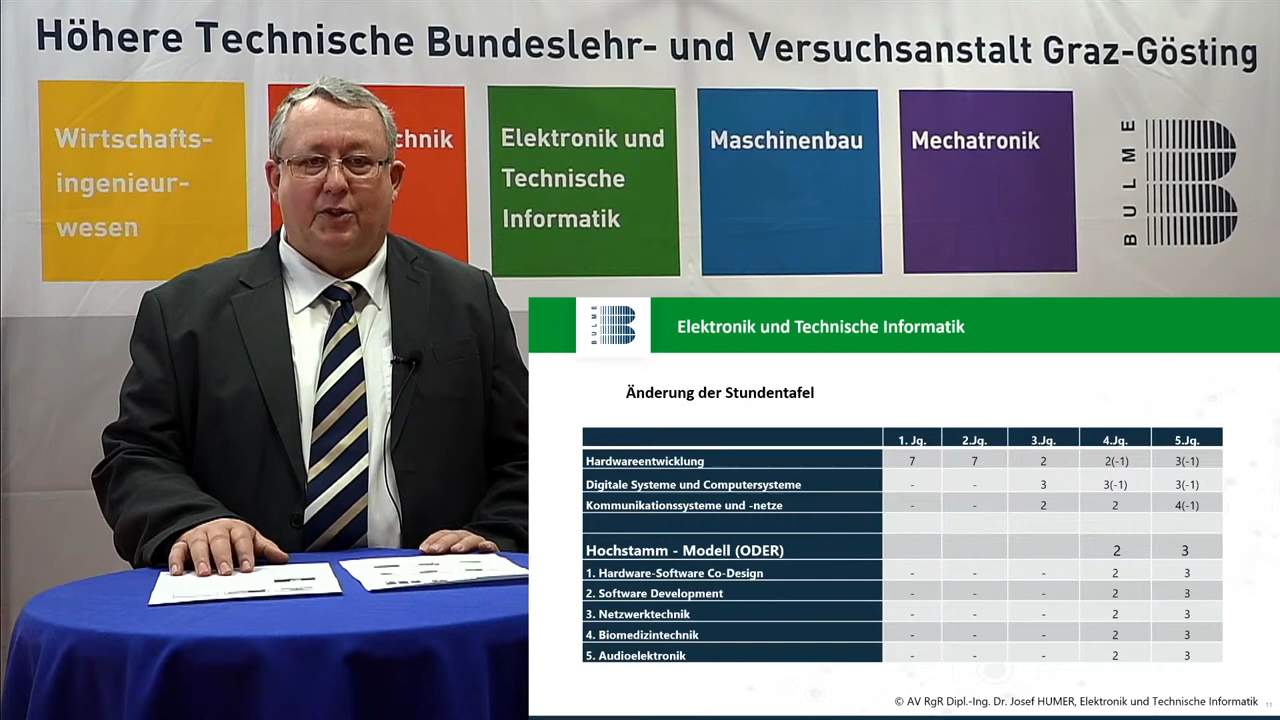 Höhere Technische Bundeslehr- und Versuchsanstalt Graz-Gösting
Wirtschafts-
ingenieur-
wesen
chnik
Elektronik und
Technische
Informatik
Maschinenbau
Mechatronik
BULME
BULME
Elektronik und Technische Informatik
Änderung der Stundentafel
1. Jg. 2.Jg. 3.Jg. 4.Jg. 5.Jg.
Hardwareentwicklung 7 7 2 2(-1) 3(-1)
Digitale Systeme und Computersysteme - - 3 3(-1) 3(-1)
Kommunikationssysteme und -netze - - 2 2 4(-1)
Hochstamm - Modell (ODER) 2 3
1. Hardware-Software Co-Design - - - 2 3
2. Software Development - - - 2 3
3. Netzwerktechnik - - - 2 3
4. Biomedizintechnik - - - 2 3
5. Audioelektronik - - - 2 3
© AV RgR Dipl.-Ing. Dr. Josef HUMER, Elektronik und Technische Informatik 11